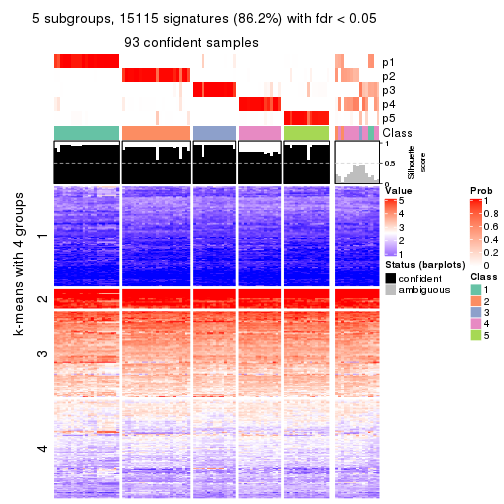 5 subgroups, 15115 signatures (86.2%) with fdr < 0.05
93 confident samples
p1
p2
p3
p4
p5
Class
1
0.5
0
Silhouette
score
k-means with 4 groups
1
2
3
4
Value
5
4
3
2
1
Status (barplots)
confident
ambiguous
Prob
1
0.8
0.6
0.4
0.2
0
Class
1
2
3
4
5